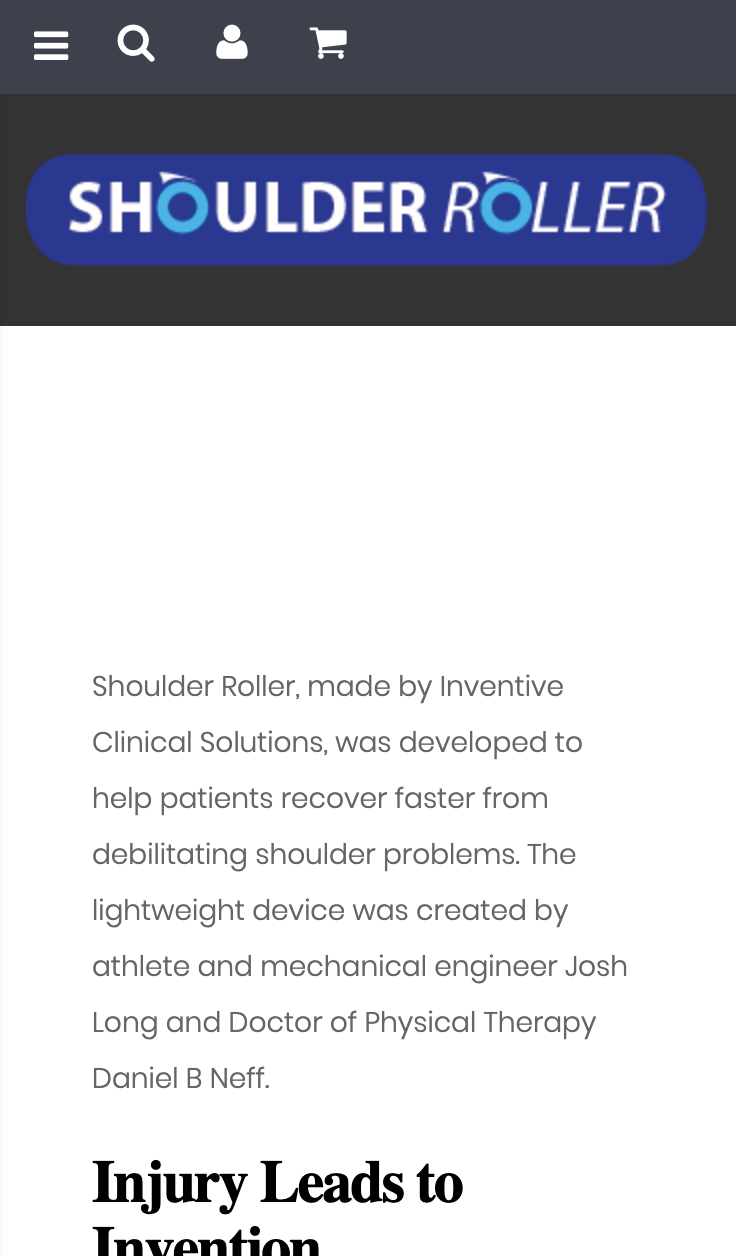 SHOULDER ROLLER
Shoulder Roller, made by Inventive
Clinical Solutions, was developed to
help patients recover faster from
debilitating shoulder problems. The
lightweight device was created by
athlete and mechanical engineer Josh
Long and Doctor of Physical Therapy
Daniel B Neff.
Injury Leads to
Invention